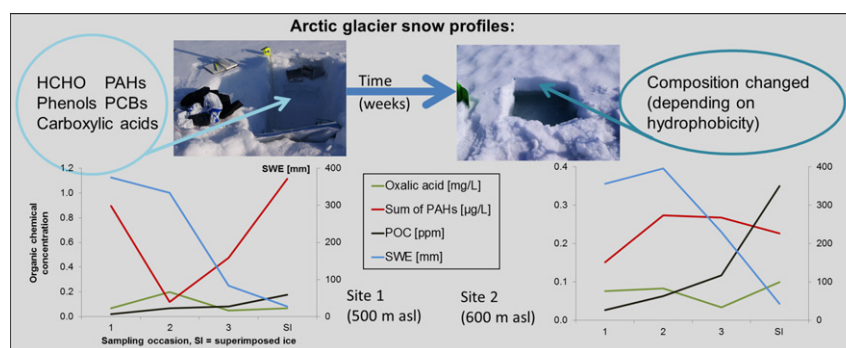 Arctic glacier snow profiles:
HCHO PAHs
Phenols PCBs
Carboxylic acids
Time
(weeks)
Composition changed
(depending on
hydrophobicity)
SWE [mm]
Organic chemical
concentration
1.2
1.0
0.8
0.6
0.4
0.2
0.0
400
300
200
100
0
1 2 3 SI
Sampling occasion, SI = superimposed ice
Oxalic acid [mg/L]
Sum of PAHs [µg/L]
POC [ppm]
SWE [mm]
Site 1
(500 m asl)
Site 2
(600 m asl)
0.4
0.3
0.2
0.1
0.0
400
300
200
100
0
1 2 3 SI